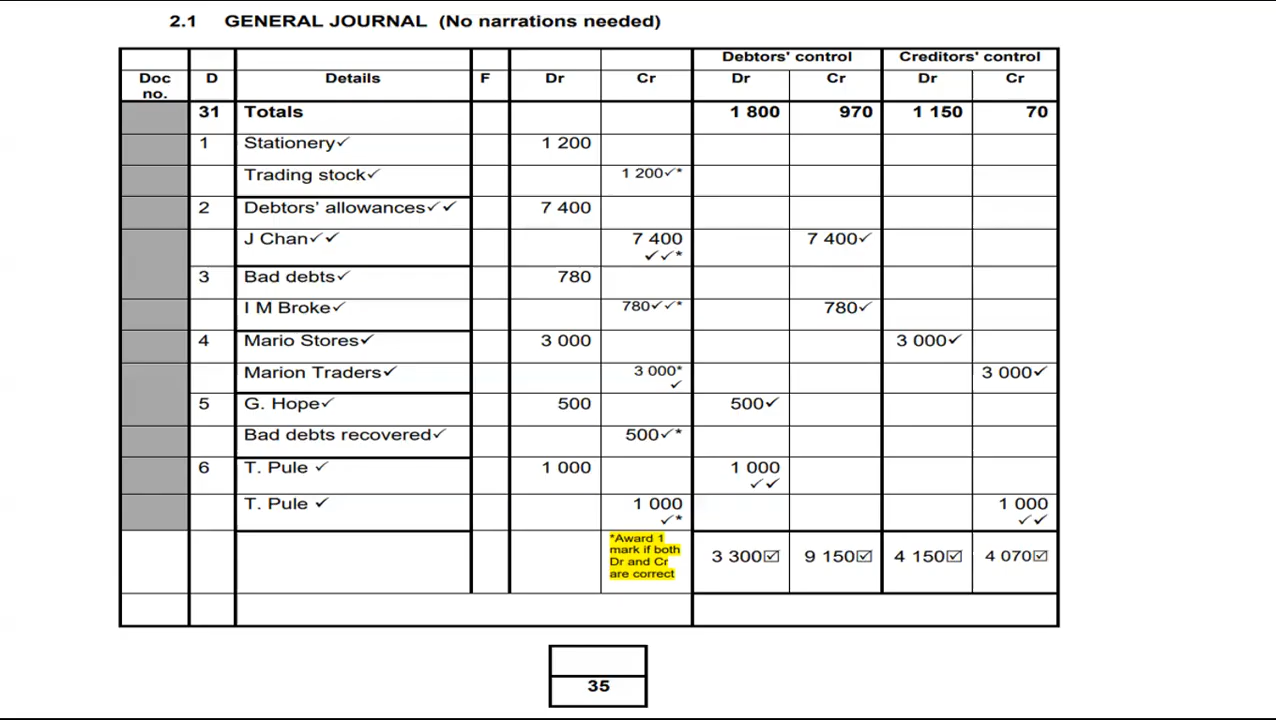 2.1 GENERAL JOURNAL (No narrations needed)
Debtors' control Creditors' control
Doc no. D Details F Dr Cr Dr Cr Dr Cr
31 Totals 1 800 970 1 150 70
1 Stationery✓ 1 200
Trading stock✓ 1 200✓*
2 Debtors' allowances✓✓ 7 400
J Chan✓✓ 7 400 7 400✓
✓✓*
3 Bad debts✓ 780
I M Broke✓ 780✓✓* 780✓
4 Mario Stores✓ 3 000 3 000✓
Marion Traders✓ 3 000* 3 000✓
✓
5 G. Hope✓ 500 500✓
Bad debts recovered✓ 500✓*
6 T. Pule ✓ 1 000 1 000
✓✓
T. Pule ✓ 1 000 1 000
✓* ✓✓
*Award 1
mark if both
Dr and Cr
are correct
3 300☑ 9 150☑ 4 150☑ 4 070☑
35